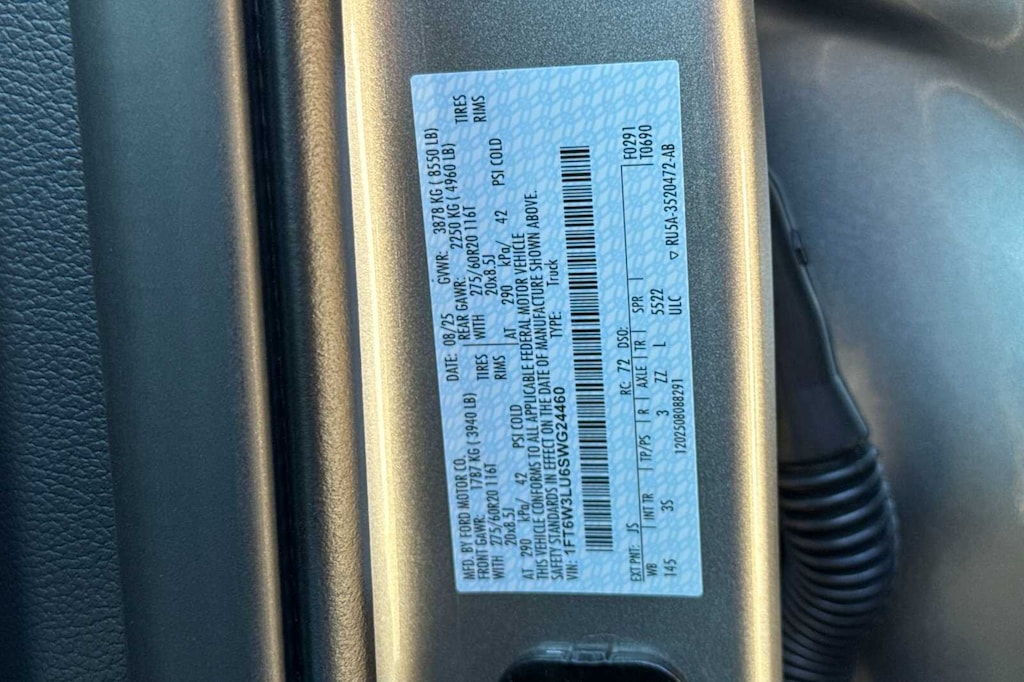 MFD. BY FORD MOTOR CO. DATE: 08/25 GVWR: 3878 KG ( 8550 LB)
FRONT GAWR: 1787 KG ( 3940 LB) REAR GAWR: 2250 KG ( 4960 LB)
WITH 275/60R20 116T TIRES WITH 275/60R20 116T TIRES
20x8.5J RIMS 20x8.5J RIMS
AT 290 kPa/ 42 PSI COLD AT 290 kPa/ 42 PSI COLD
THIS VEHICLE CONFORMS TO ALL APPLICABLE FEDERAL MOTOR VEHICLE
SAFETY STANDARDS IN EFFECT ON THE DATE OF MANUFACTURE SHOWN ABOVE.
VIN: 1FT6W3LU6SWG24460 TYPE: Truck
F0291
EXT PNT: JS RC: 72 DSO: T0690
WB INT TR TP/PS R AXLE TR SPR
145 3S 3 ZZ L 5522
ULC
1202508088291 ▽ RU5A-3520472-AB